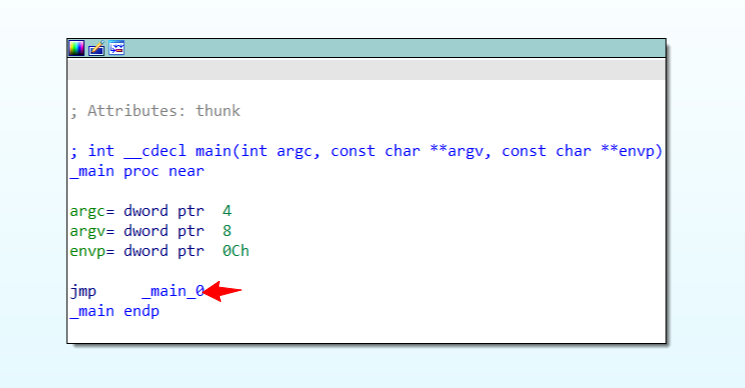 ; Attributes: thunk
; int __cdecl main(int argc, const char **argv, const char **envp)
_main proc near
argc= dword ptr  4
argv= dword ptr  8
envp= dword ptr  0Ch
jmp     _main_0
_main endp